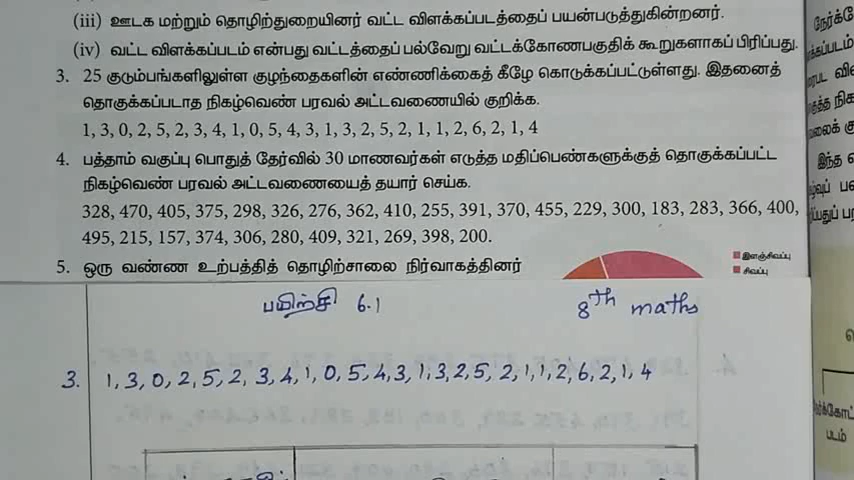 (iii) ஊடக மற்றும் தொழிற்துறையினர் வட்ட விளக்கப்படத்தைப் பயன்படுத்துகின்றனர்.
(iv) வட்ட விளக்கப்படம் என்பது வட்டத்தைப் பல்வேறு வட்டக்கோணபகுதிக் கூறுகளாகப் பிரிப்பது.
3. 25 குடும்பங்களிலுள்ள குழந்தைகளின் எண்ணிக்கைத் கீழே கொடுக்கப்பட்டுள்ளது. இதனைத்
தொகுக்கப்படாத நிகழ்வெண் பரவல் அட்டவணையில் குறிக்க.
1, 3, 0, 2, 5, 2, 3, 4, 1, 0, 5, 4, 3, 1, 3, 2, 5, 2, 1, 1, 2, 6, 2, 1, 4
4. பத்தாம் வகுப்பு பொதுத் தேர்வில் 30 மாணவர்கள் எடுத்த மதிப்பெண்களுக்குத் தொகுக்கப்பட்ட
நிகழ்வெண் பரவல் அட்டவணையைத் தயார் செய்க.
328, 470, 405, 375, 298, 326, 276, 362, 410, 255, 391, 370, 455, 229, 300, 183, 283, 366, 400,
495, 215, 157, 374, 306, 280, 409, 321, 269, 398, 200.
5. ஒரு வண்ண உற்பத்தித் தொழிற்சாலை நிர்வாகத்தினர்
இளஞ்சிவப்பு
சிவப்பு
பயிற்சி 6.1 8th maths
3. 1, 3, 0, 2, 5, 2, 3, 4, 1, 0, 5, 4, 3, 1, 3, 2, 5, 2, 1, 1, 2, 6, 2, 1, 4
படம்